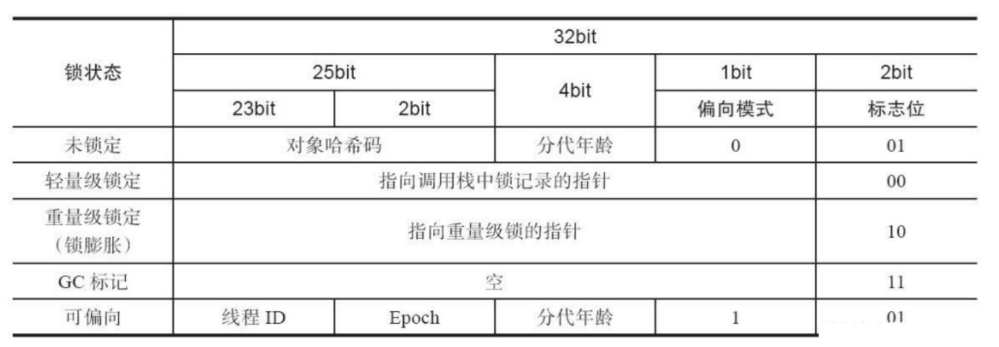 锁状态 32bit
25bit 4bit 1bit 2bit
23bit 2bit 偏向模式 标志位
未锁定 对象哈希码 分代年龄 0 01
轻量级锁定 指向调用栈中锁记录的指针 00
重量级锁定
（锁膨胀） 指向重量级锁的指针 10
GC 标记 空 11
可偏向 线程 ID Epoch 分代年龄 1 01